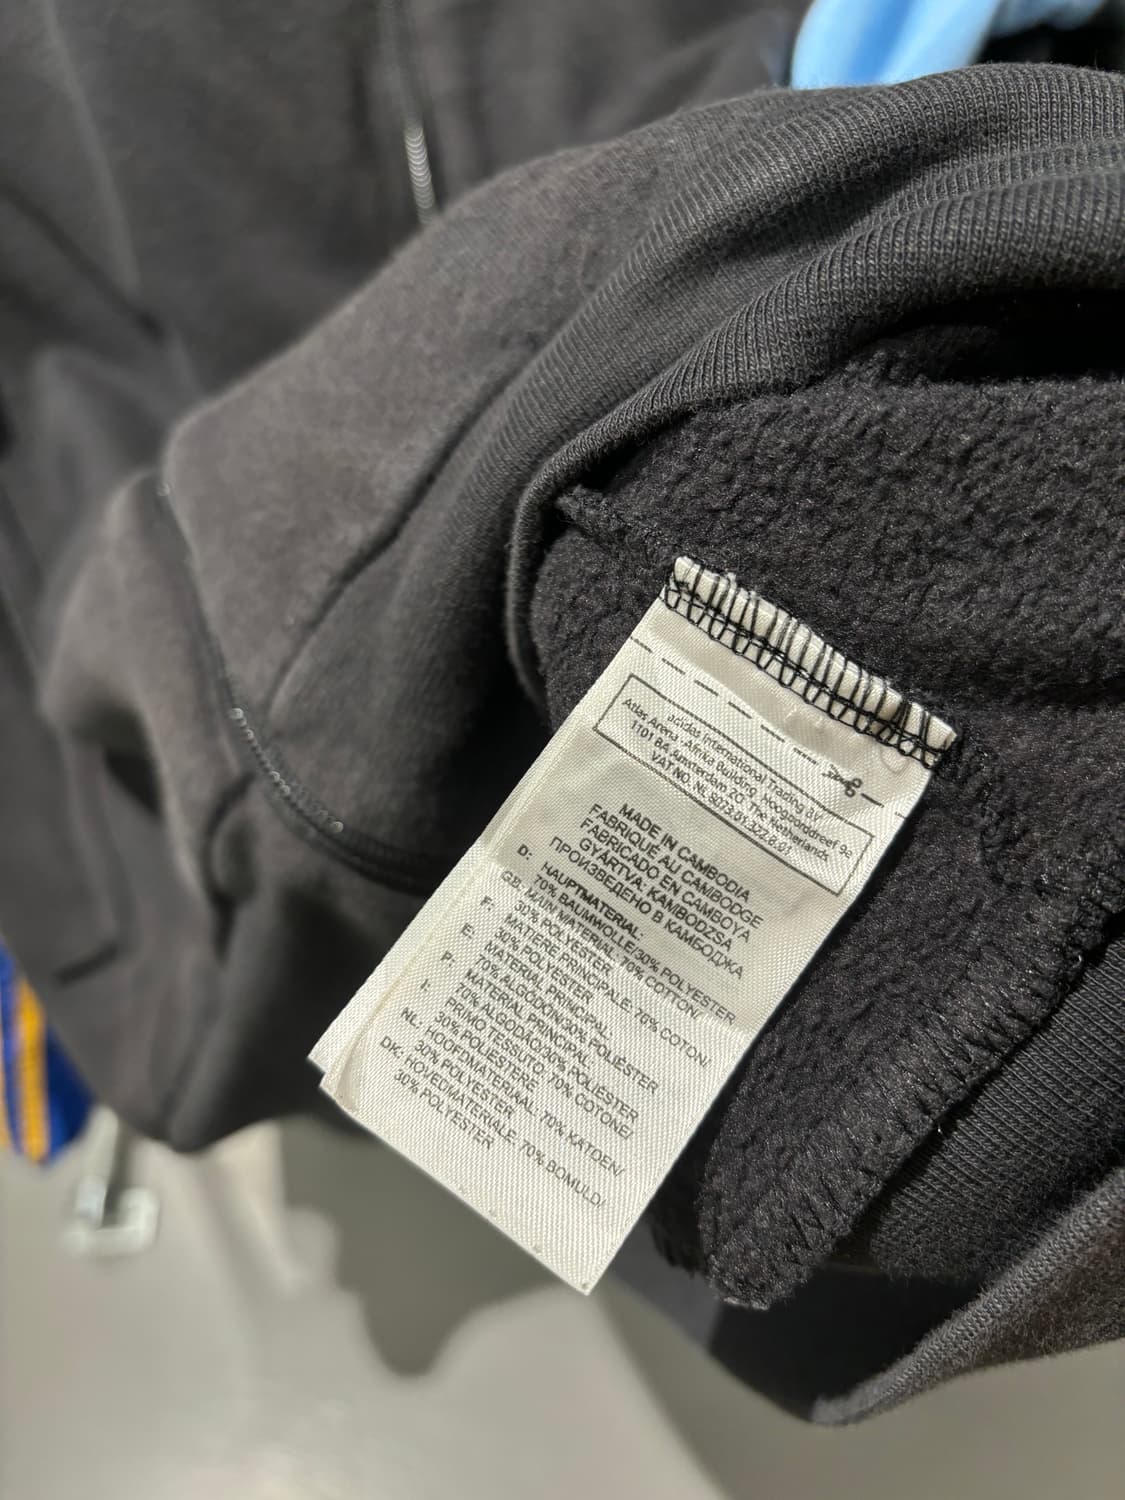 adidas International Trading BV
Atlas Arena, Afrika Building, Hoogoorddreef 9a
1101 BA Amsterdam ZO, The Netherlands
VAT NO. NL 8073.01.322.B.01
MADE IN CAMBODIA
FABRIQUÉ AU CAMBODGE
FABRICADO EN CAMBOYA
GYÁRTVA: KAMBODZSA
ПРОИЗВЕДЕНО В КАМБОДЖА
D: HAUPTMATERIAL:
70% BAUMWOLLE/30% POLYESTER
GB: MAIN MATERIAL: 70% COTTON/
30% POLYESTER
F: MATIÈRE PRINCIPALE: 70% COTON/
30% POLYESTER
E: MATERIAL PRINCIPAL:
70% ALGODÓN/30% POLIÉSTER
P: MATERIAL PRINCIPAL:
70% ALGODÃO/30% POLIÉSTER
I: PRIMO TESSUTO: 70% COTONE/
30% POLIESTERE
NL: HOOFDMATERIAAL: 70% KATOEN/
30% POLYESTER
DK: HOVEDMATERIALE: 70% BOMULD/
30% POLYESTER